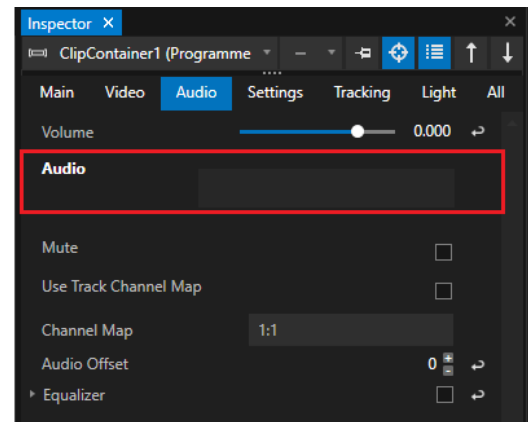 Inspector
ClipContainer1 (Programme
Main Video Audio Settings Tracking Light All
Volume 0.000
Audio
Mute
Use Track Channel Map
Channel Map 1:1
Audio Offset 0
Equalizer